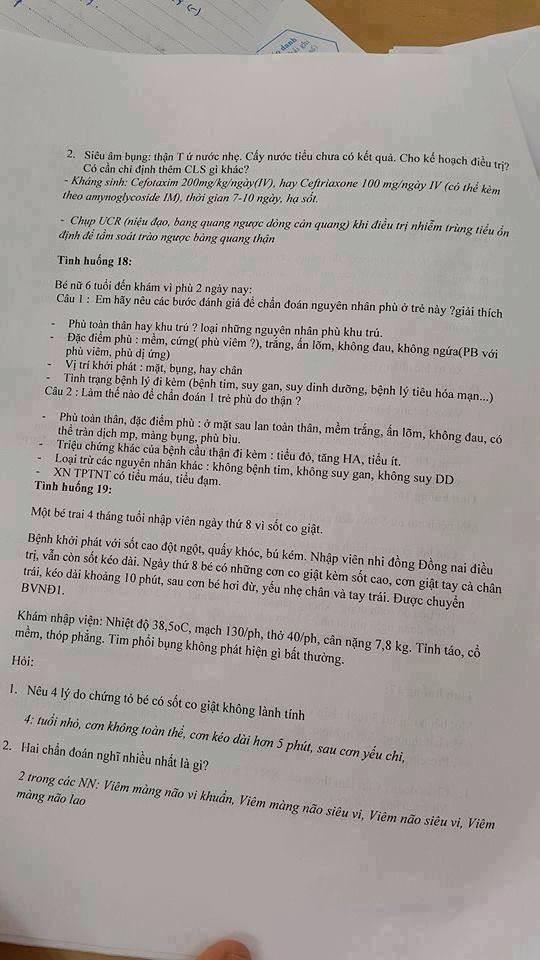 (-)
danh
2. Siêu âm bụng: thận T ứ nước nhẹ. Cấy nước tiểu chưa có kết quả. Cho kế hoạch điều trị?
Có cần chỉ định thêm CLS gì khác?
- Kháng sinh: Cefotaxim 200mg/kg/ngày(IV), hay Ceftriaxone 100 mg/ngày IV (có thể kèm
theo amynoglycoside IM), thời gian 7-10 ngày, hạ sốt.
- Chụp UCR (niệu đạo, bang quang ngược dòng cản quang) khi điều trị nhiễm trùng tiểu ổn
định để tầm soát trào ngược bàng quang thận
Tình huống 18:
Bé nữ 6 tuổi đến khám vì phù 2 ngày nay:
Câu 1 : Em hãy nêu các bước đánh giá để chẩn đoán nguyên nhân phù ở trẻ này ?giải thích
- Phù toàn thân hay khu trú ? loại những nguyên nhân phù khu trú.
- Đặc điểm phù : mềm, cứng( phù viêm ?), trắng, ấn lõm, không đau, không ngứa(PB với
phù viêm, phù dị ứng)
- Vị trí khởi phát : mặt, bụng, hay chân
- Tình trạng bệnh lý đi kèm (bệnh tim, suy gan, suy dinh dưỡng, bệnh lý tiêu hóa mạn...)
Câu 2 : Làm thế nào để chẩn đoán 1 trẻ phù do thận ?
- Phù toàn thân, đặc điểm phù : ở mặt sau lan toàn thân, mềm trắng, ấn lõm, không đau, có
thể tràn dịch mp, màng bụng, phù bìu.
- Triệu chứng khác của bệnh cầu thận đi kèm : tiểu đỏ, tăng HA, tiểu ít.
- Loại trừ các nguyên nhân khác : không bệnh tim, không suy gan, không suy DD
- XN TPTNT có tiểu máu, tiểu đạm.
Tình huống 19:
Một bé trai 4 tháng tuổi nhập viện ngày thứ 8 vì sốt co giật.
Bệnh khởi phát với sốt cao đột ngột, quấy khóc, bú kém. Nhập viện nhi đồng Đồng nai điều
trị, vẫn còn sốt kéo dài. Ngày thứ 8 bé có những cơn co giật kèm sốt cao, cơn giật tay cà chân
trái, kéo dài khoảng 10 phút, sau cơn bé hơi đừ, yếu nhẹ chân và tay trái. Được chuyển
BVNĐ1.
Khám nhập viện: Nhiệt độ 38,5oC, mạch 130/ph, thở 40/ph, cân nặng 7,8 kg. Tỉnh táo, cổ
mềm, thóp phẳng. Tim phổi bụng không phát hiện gì bất thường.
Hỏi:
1. Nêu 4 lý do chứng tỏ bé có sốt co giật không lành tính
4: tuổi nhỏ, cơn không toàn thể, cơn kéo dài hơn 5 phút, sau cơn yếu chi,
2. Hai chẩn đoán nghĩ nhiều nhất là gì?
2 trong các NN: Viêm màng não vi khuẩn, Viêm màng não siêu vi, Viêm não siêu vi, Viêm
màng não lao